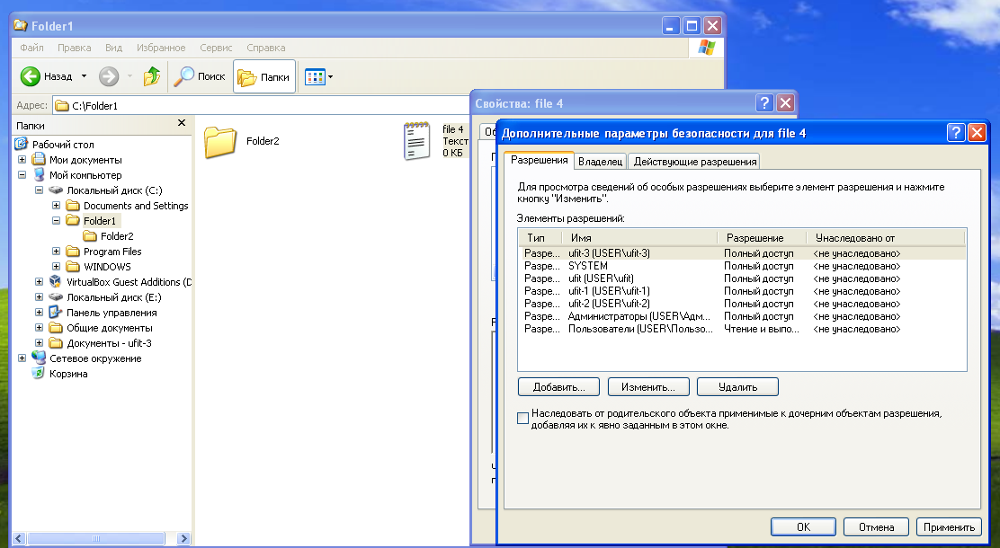 Folder1
Файл Правка Вид Избранное Сервис Справка
Назад Поиск Папки
Адрес: C:\Folder1
Папки
Рабочий стол
Мои документы
Мой компьютер
Локальный диск (C:)
Documents and Settings
Folder1
Folder2
Program Files
WINDOWS
VirtualBox Guest Additions (D
Локальный диск (E:)
Панель управления
Общие документы
Документы - ufit-3
Сетевое окружение
Корзина
Folder2
file 4
Текст
0 КБ
Свойства: file 4
Дополнительные параметры безопасности для file 4
Разрешения Владелец Действующие разрешения
Для просмотра сведений об особых разрешениях выберите элемент разрешения и нажмите
кнопку "Изменить".
Элементы разрешений:
Тип Имя Разрешение Унаследовано от
Разре... ufit-3 (USER\ufit-3) Полный доступ <не унаследовано>
Разре... SYSTEM Полный доступ <не унаследовано>
Разре... ufit (USER\ufit) Полный доступ <не унаследовано>
Разре... ufit-1 (USER\ufit-1) Полный доступ <не унаследовано>
Разре... ufit-2 (USER\ufit-2) Полный доступ <не унаследовано>
Разре... Администраторы (USER\Адм... Полный доступ <не унаследовано>
Разре... Пользователи (USER\Пользо... Чтение и выпо... <не унаследовано>
Добавить... Изменить... Удалить
Наследовать от родительского объекта применимые к дочерним объектам разрешения,
добавляя их к явно заданным в этом окне.
ОК Отмена Применить